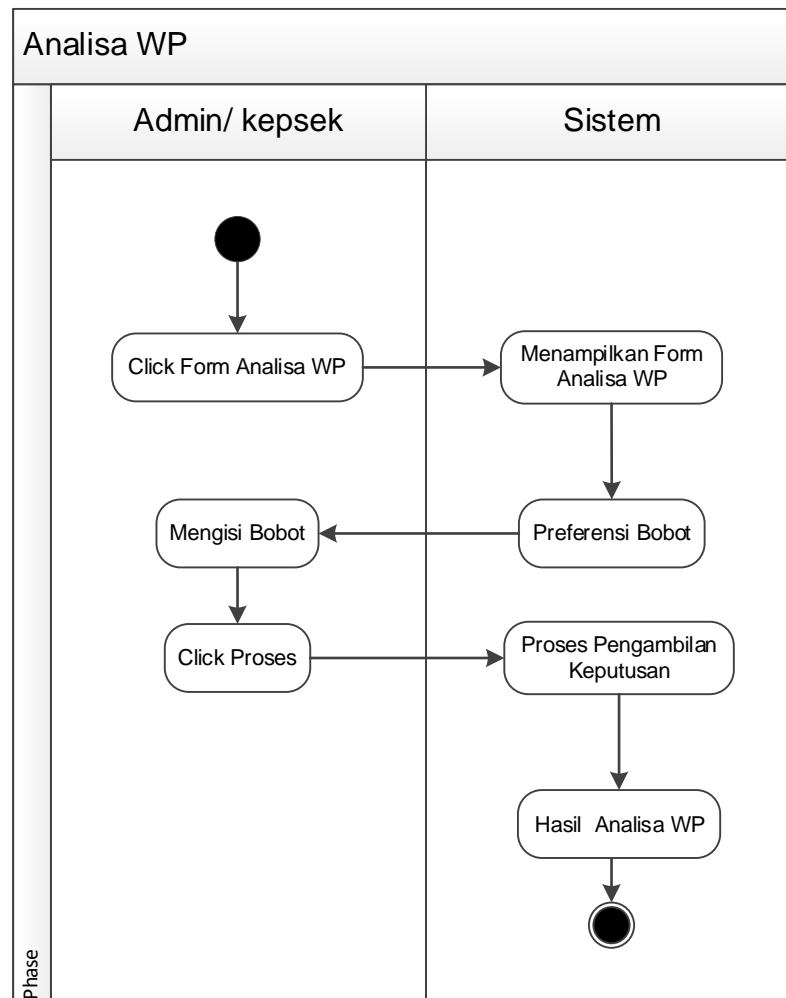 Analisa WP
Admin/ kepsek
Sistem
Click Form Analisa WP
Menampilkan Form
Analisa WP
Mengisi Bobot
Preferensi Bobot
Click Proses
Proses Pengambilan
Keputusan
Hasil Analisa WP
Phase